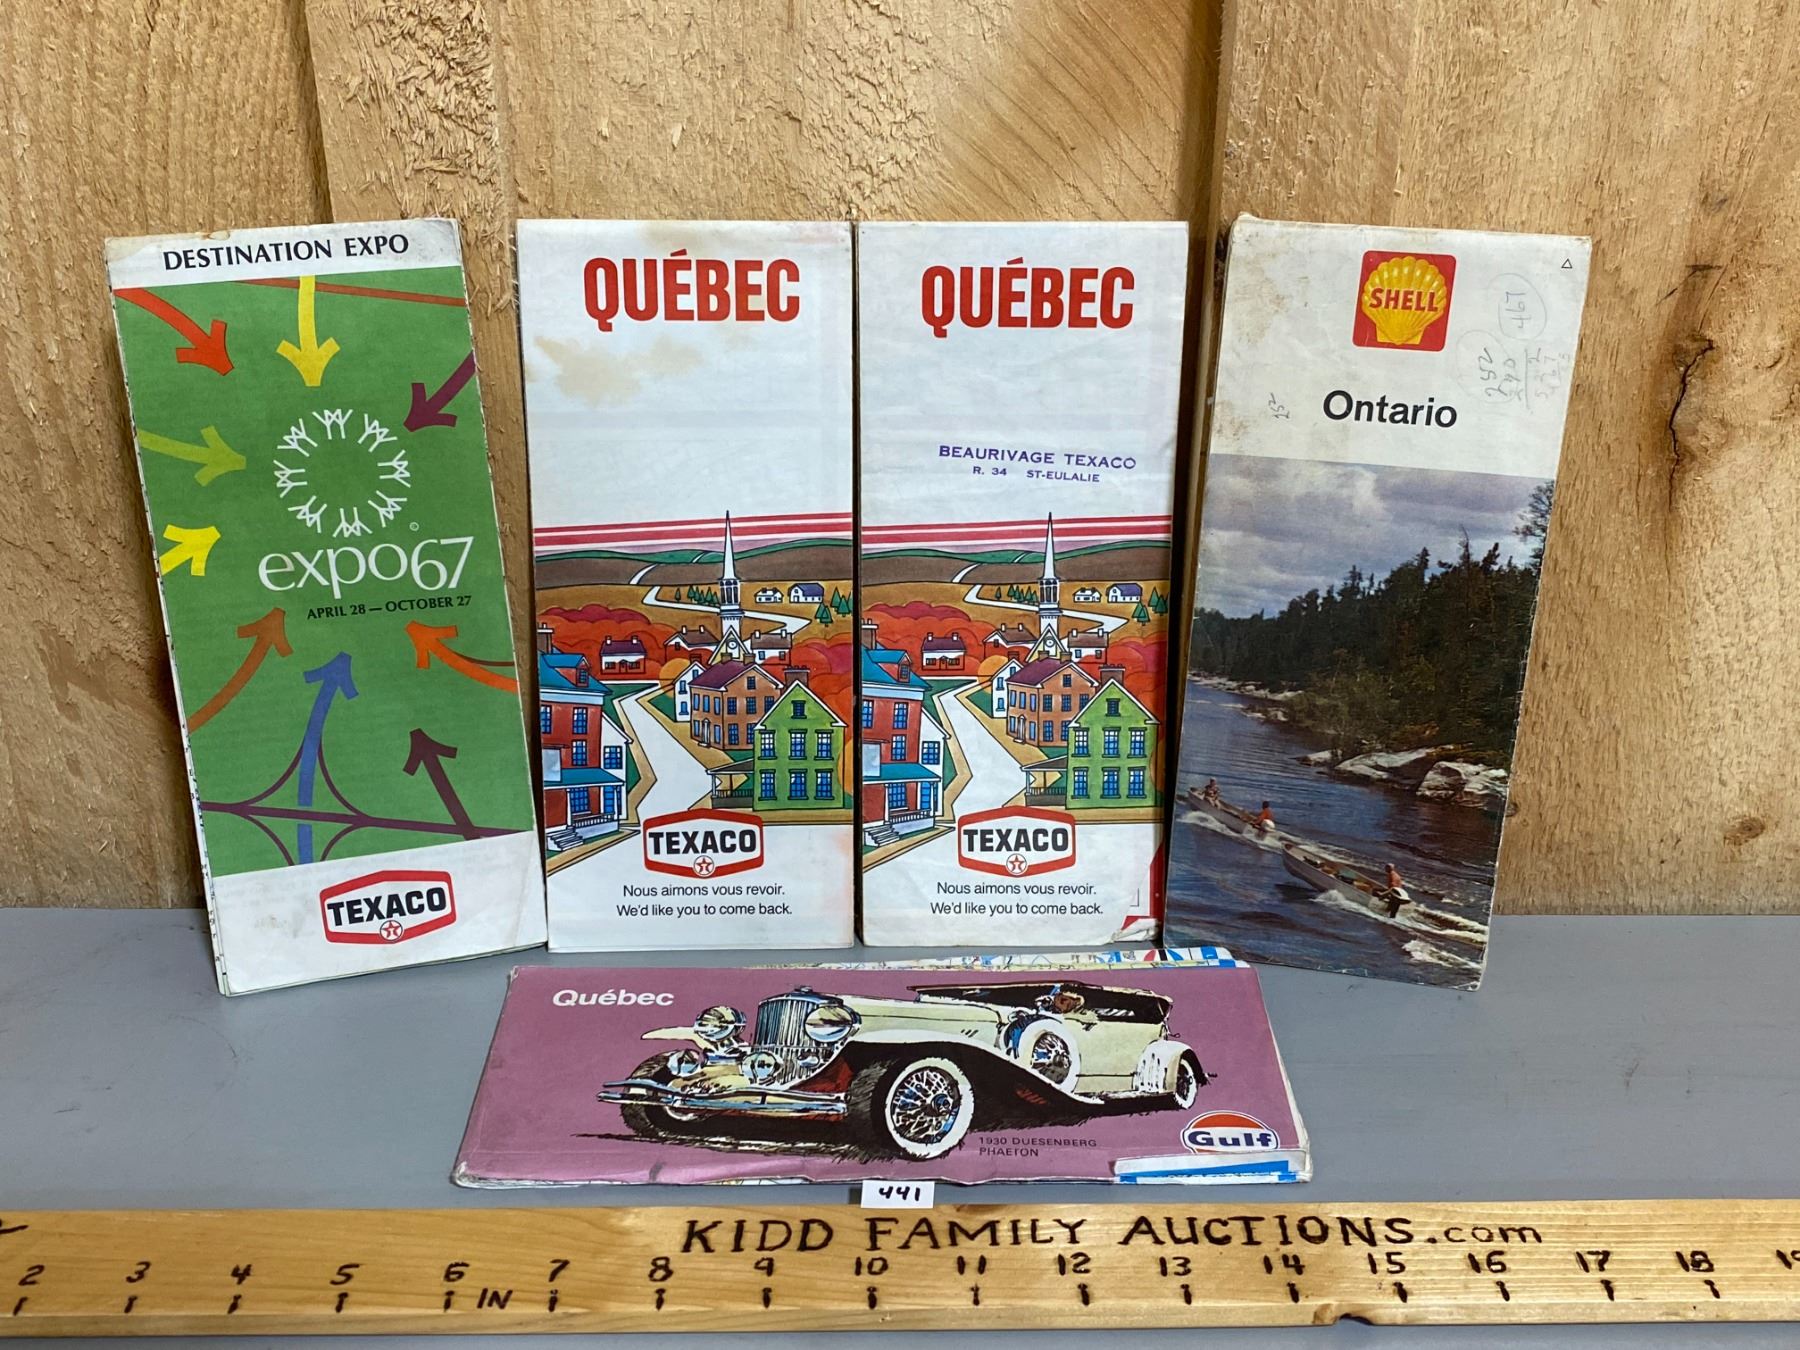 DESTINATION EXPO
©
expo67
APRIL 28 — OCTOBER 27
TEXACO
QUÉBEC
TEXACO
Nous aimons vous revoir.
We'd like you to come back.
QUÉBEC
BEAURIVAGE TEXACO
R. 34 ST-EULALIE
TEXACO
Nous aimons vous revoir.
We'd like you to come back.
SHELL
467
252
Ontario
Québec
1930 DUESENBERG
PHAETON
Gulf
441
KIDD FAMILY AUCTIONS.com
2 3 4 5 6 IN 7 8 9 10 11 12 13 14 15 16 17 18 19